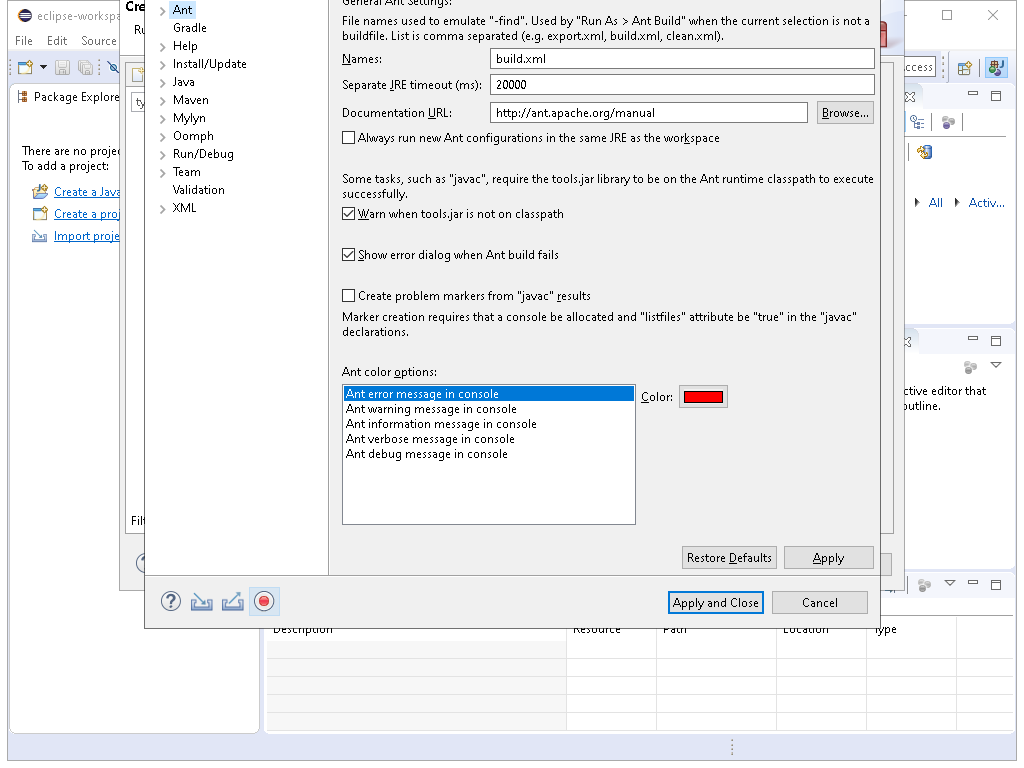 eclipse-workspa
File Edit Source
Package Explore
There are no projec
To add a project:
Create a Java
Create a proj
Import proje
Cre
Ru
ty
Filt
Ant
Gradle
Help
Install/Update
Java
Maven
Mylyn
Oomph
Run/Debug
Team
Validation
XML
General Ant Settings:
File names used to emulate "-find". Used by "Run As > Ant Build" when the current selection is not a
buildfile. List is comma separated (e.g. export.xml, build.xml, clean.xml).
Names: build.xml
Separate JRE timeout (ms): 20000
Documentation URL: http://ant.apache.org/manual Browse...
Always run new Ant configurations in the same JRE as the workspace
Some tasks, such as "javac", require the tools.jar library to be on the Ant runtime classpath to execute
successfully.
Warn when tools.jar is not on classpath
Show error dialog when Ant build fails
Create problem markers from "javac" results
Marker creation requires that a console be allocated and "listfiles" attribute be "true" in the "javac"
declarations.
Ant color options:
Ant error message in console
Ant warning message in console
Ant information message in console
Ant verbose message in console
Ant debug message in console
Color:
Restore Defaults Apply
Apply and Close Cancel
ccess
All Activ...
ctive editor that
outline.
Description Resource Path Location Type